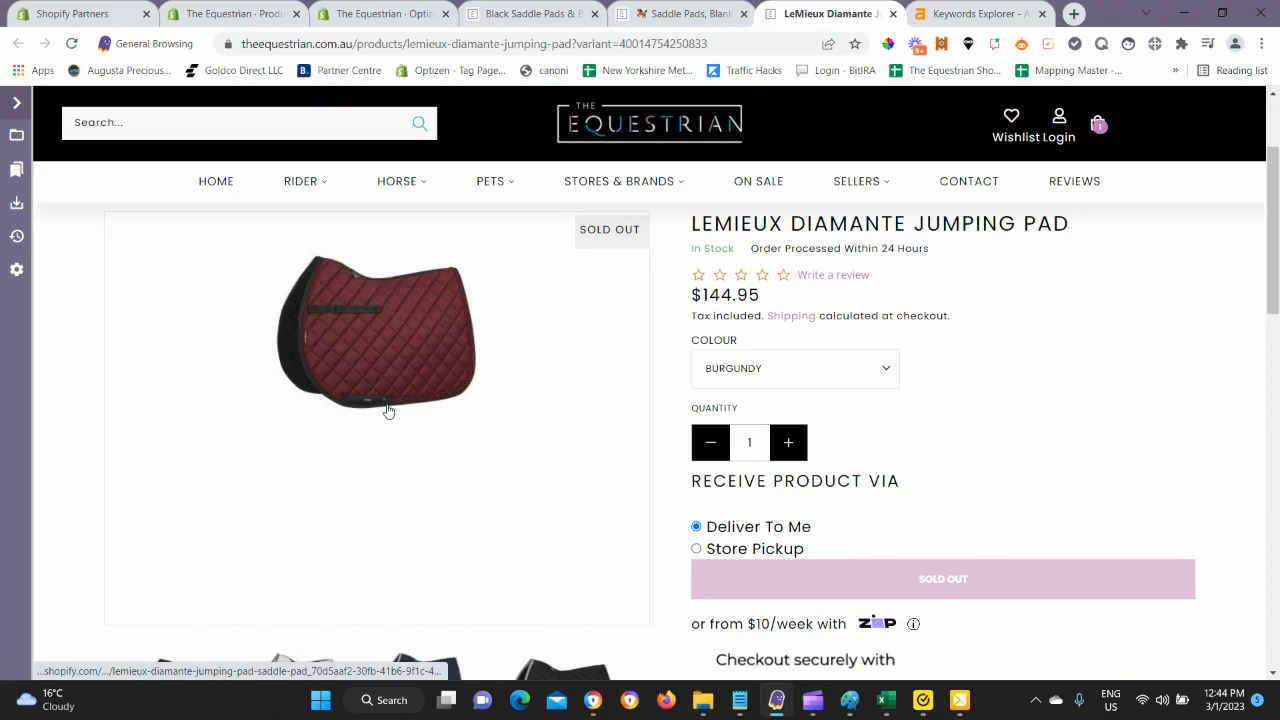 Shopify Partners
The Equestrian - Produ
The Equestrian - Optin
Black Saddle Pads & B
Saddle Pads, Blank
LeMieux Diamante J
Keywords Explorer - A
General Browsing
theequestrian.com.au/products/lemieux-diamante-jumping-pad?variant=40014754250833
9+
Apps
Augusta Precious...
Goldco Direct LLC
Partner Centre
Optizen - Tag Page...
canoni
New Yorkshire Met...
Traffic Hacks
Login - BitIRA
The Equestrian Sho...
Mapping Master -...
»
Reading list
Search...
THE
EQUESTRIAN
Wishlist Login
1
HOME
RIDER
HORSE
PETS
STORES & BRANDS
ON SALE
SELLERS
CONTACT
REVIEWS
SOLD OUT
LEMIEUX DIAMANTE JUMPING PAD
In Stock Order Processed Within 24 Hours
Write a review
$144.95
Tax included. Shipping calculated at checkout.
COLOUR
BURGUNDY
QUANTITY
− 1 +
RECEIVE PRODUCT VIA
Deliver To Me
Store Pickup
SOLD OUT
or from $10/week with ZIP
Checkout securely with
shopify.com/.../lemieux-diamante-jumping-pad-saddle-pad_70d5aaf2-30fb-41b6-9f1c-4...
16°C
Cloudy
Search
ENG
US
12:44 PM
3/1/2023
5